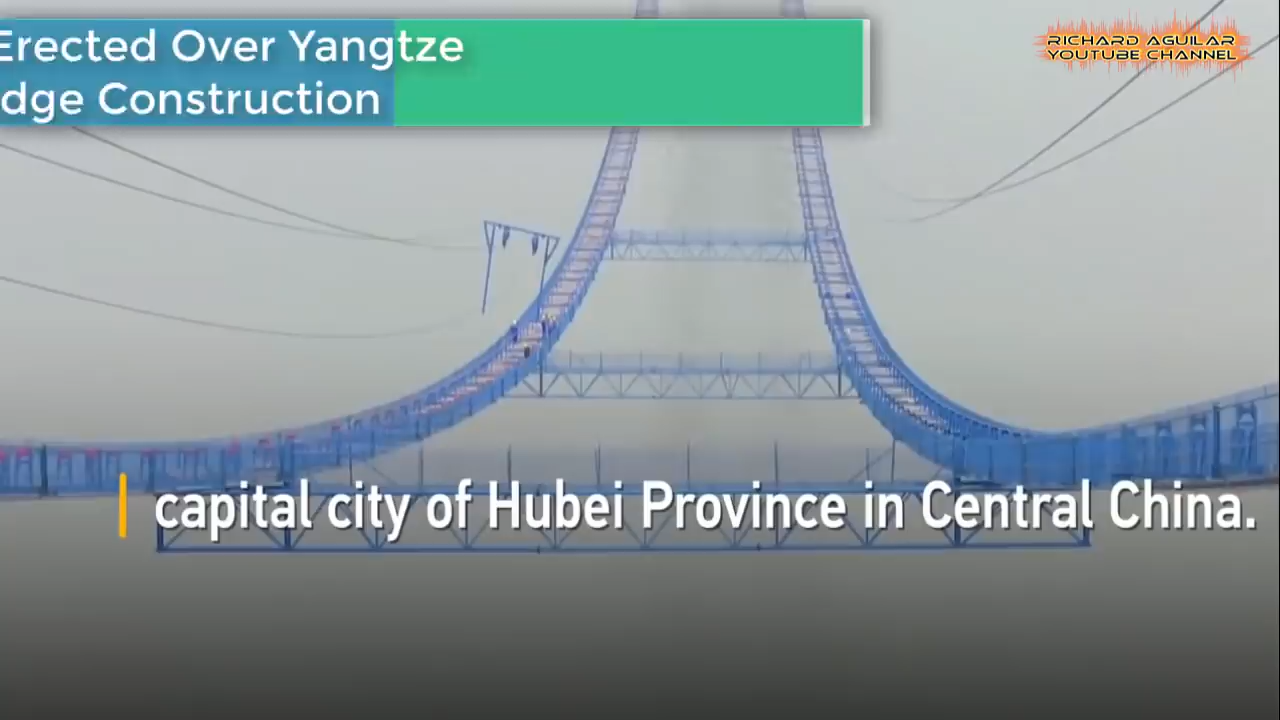 Erected Over Yangtze
dge Construction
RICHARD AGUILAR
YOUTUBE CHANNEL
capital city of Hubei Province in Central China.